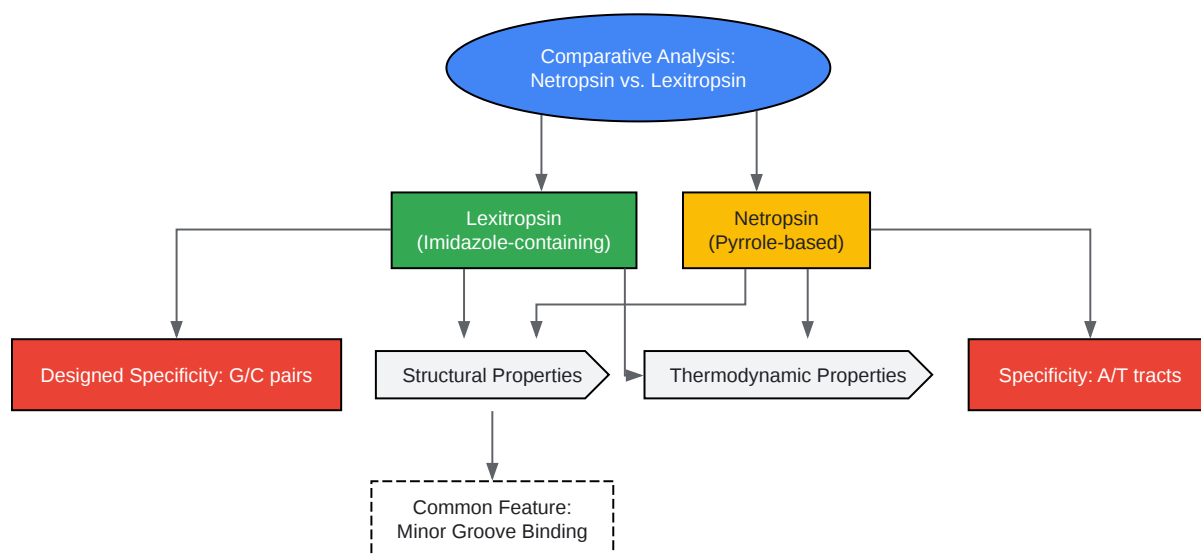 Comparative Analysis:
Netropsin vs. Lexitropsin
Lexitropsin
(Imidazole-containing)
Netropsin
(Pyrrole-based)
Designed Specificity: G/C pairs
Structural Properties
Thermodynamic Properties
Specificity: A/T tracts
Common Feature:
Minor Groove Binding